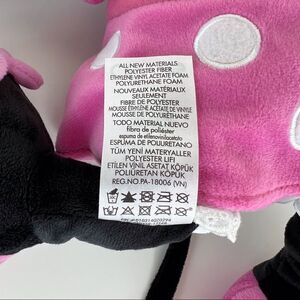 ALL NEW MATERIALS
POLYESTER FIBER
ETHYLENE VINYL ACETATE FOAM
POLYURETHANE FOAM
NOUVEAUX MATÉRIAUX
SEULEMENT
FIBRE DE POLYESTER
MOUSSE ÉTHYLÈNE VINYL ACÉTATE
MOUSSE DE POLYURÉTHANE
TODO MATERIAL NUEVO
fibra de poliéster
espuma de etilenovinilacetato
ESPUMA DE POLIURETANO
TÜM YENİ MATERYALLER
POLYESTER LİFİ
ETİLEN VİNİL ASETAT KÖPÜK
POLİÜRETAN KÖPÜK
REG.NO.PA-18006 (VN)